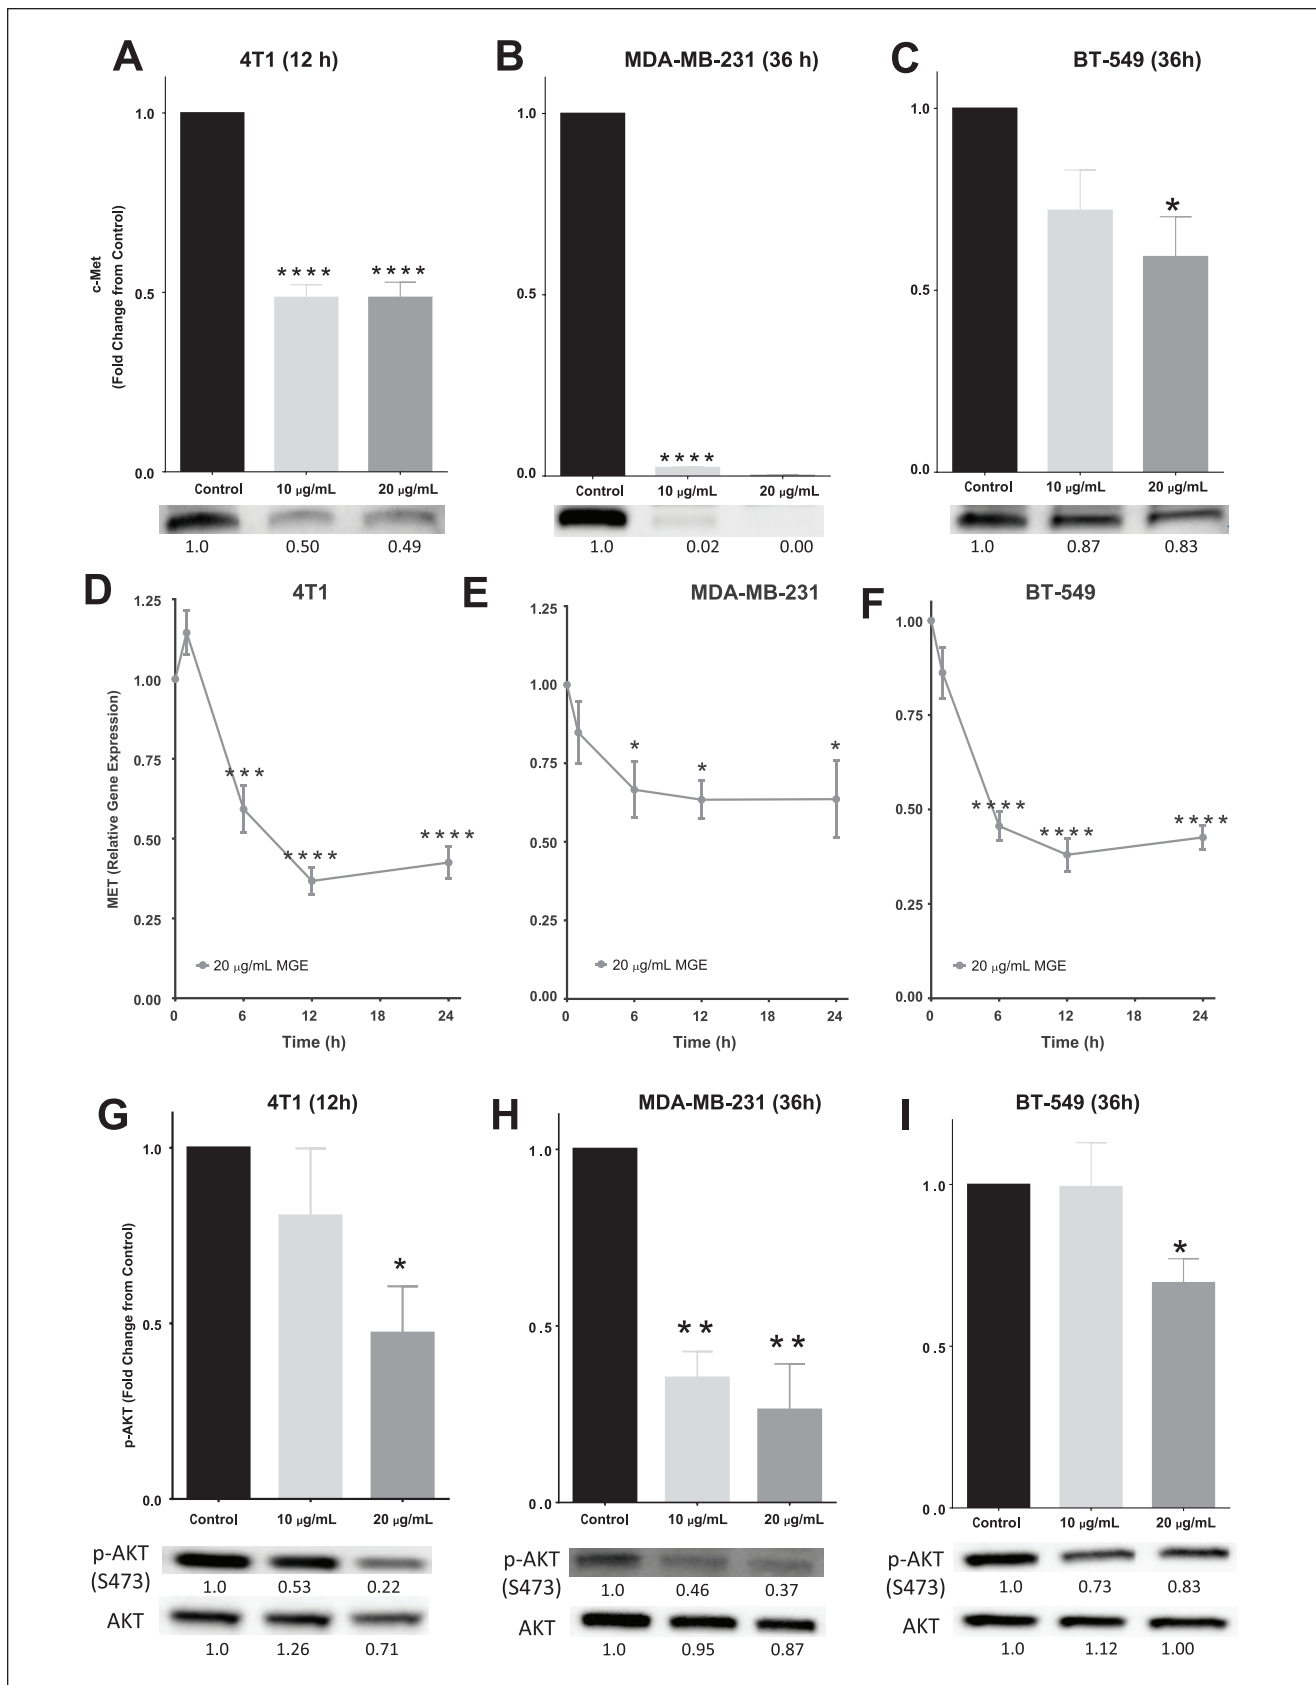 A
4T1 (12 h)
B
MDA-MB-231 (36 h)
C
BT-549 (36h)
c-Met
(Fold Change from Control)
1.0
0.5
0.0
**** ****
Control 10 μg/mL 20 μg/mL
1.0 0.50 0.49
1.0
0.5
0.0
****
Control 10 μg/mL 20 μg/mL
1.0 0.02 0.00
1.0
0.5
0.0
*
Control 10 μg/mL 20 μg/mL
1.0 0.87 0.83
D
4T1
E
MDA-MB-231
F
BT-549
MET (Relative Gene Expression)
1.25
1.00
0.75
0.50
0.25
0.00
*** **** ****
20 μg/mL MGE
0 6 12 18 24
Time (h)
1.25
1.00
0.75
0.50
0.25
0.00
* * *
20 μg/mL MGE
0 6 12 18 24
Time (h)
1.00
0.75
0.50
0.25
0.00
**** **** ****
20 μg/mL MGE
0 6 12 18 24
Time (h)
G
4T1 (12h)
H
MDA-MB-231 (36h)
I
BT-549 (36h)
p-AKT (Fold Change from Control)
1.0
0.5
0.0
*
Control 10 μg/mL 20 μg/mL
p-AKT
(S473)
1.0 0.53 0.22
AKT
1.0 1.26 0.71
1.0
0.5
0.0
** **
Control 10 μg/mL 20 μg/mL
p-AKT
(S473)
1.0 0.46 0.37
AKT
1.0 0.95 0.87
1.0
0.5
0.0
*
Control 10 μg/mL 20 μg/mL
p-AKT
(S473)
1.0 0.73 0.83
AKT
1.0 1.12 1.00